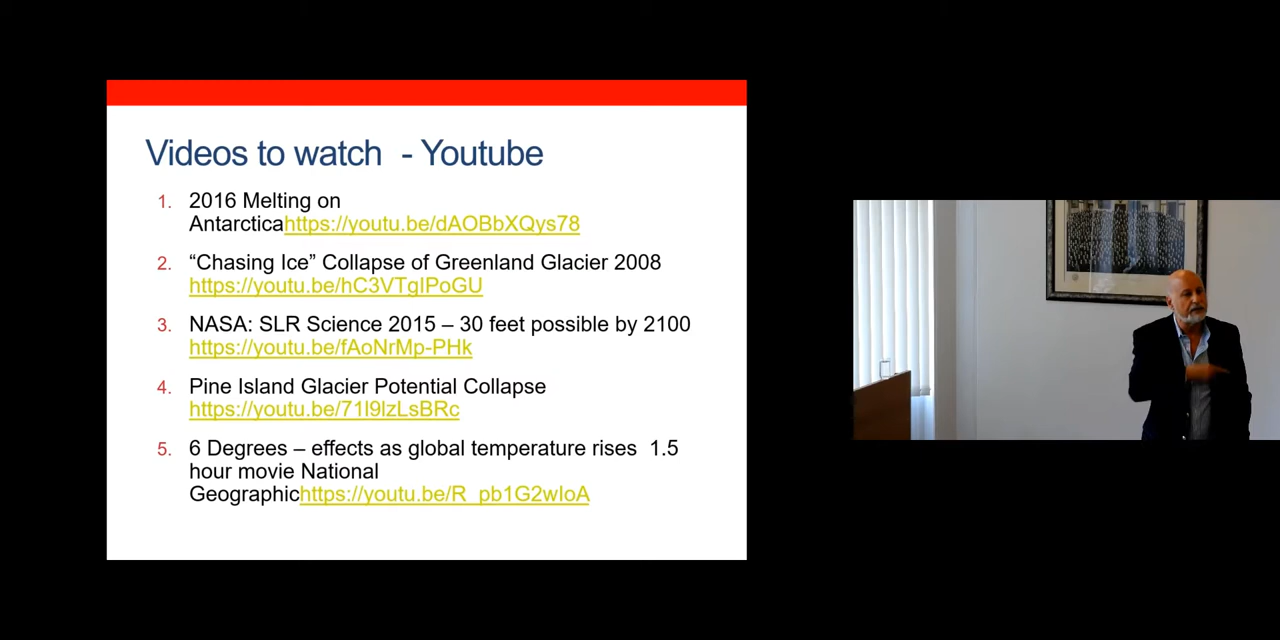 Videos to watch - Youtube
1. 2016 Melting on
Antarcticahttps://youtu.be/dAOBbXQys78
2. “Chasing Ice” Collapse of Greenland Glacier 2008
https://youtu.be/hC3VTgIPoGU
3. NASA: SLR Science 2015 – 30 feet possible by 2100
https://youtu.be/fAoNrMp-PHk
4. Pine Island Glacier Potential Collapse
https://youtu.be/71I9lzLsBRc
5. 6 Degrees – effects as global temperature rises 1.5
hour movie National
Geographichttps://youtu.be/R_pb1G2wIoA